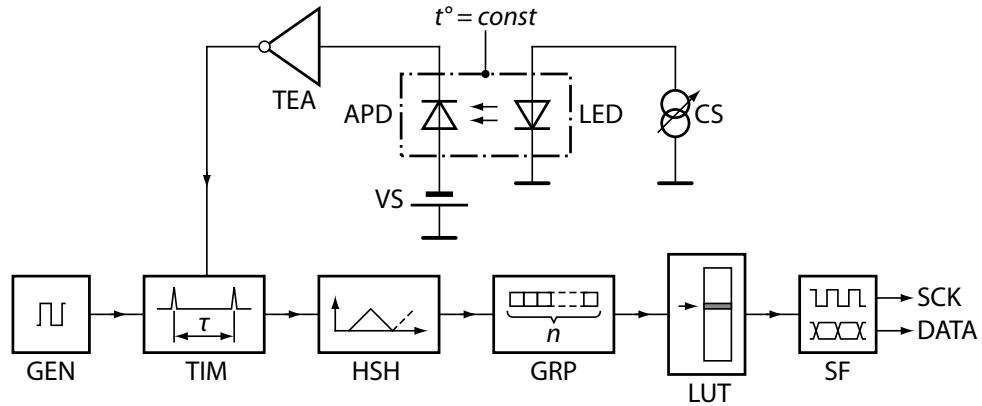 t° = const
TEA
APD
LED
CS
VS
τ
n
SCK
DATA
GEN
TIM
HSH
GRP
LUT
SF